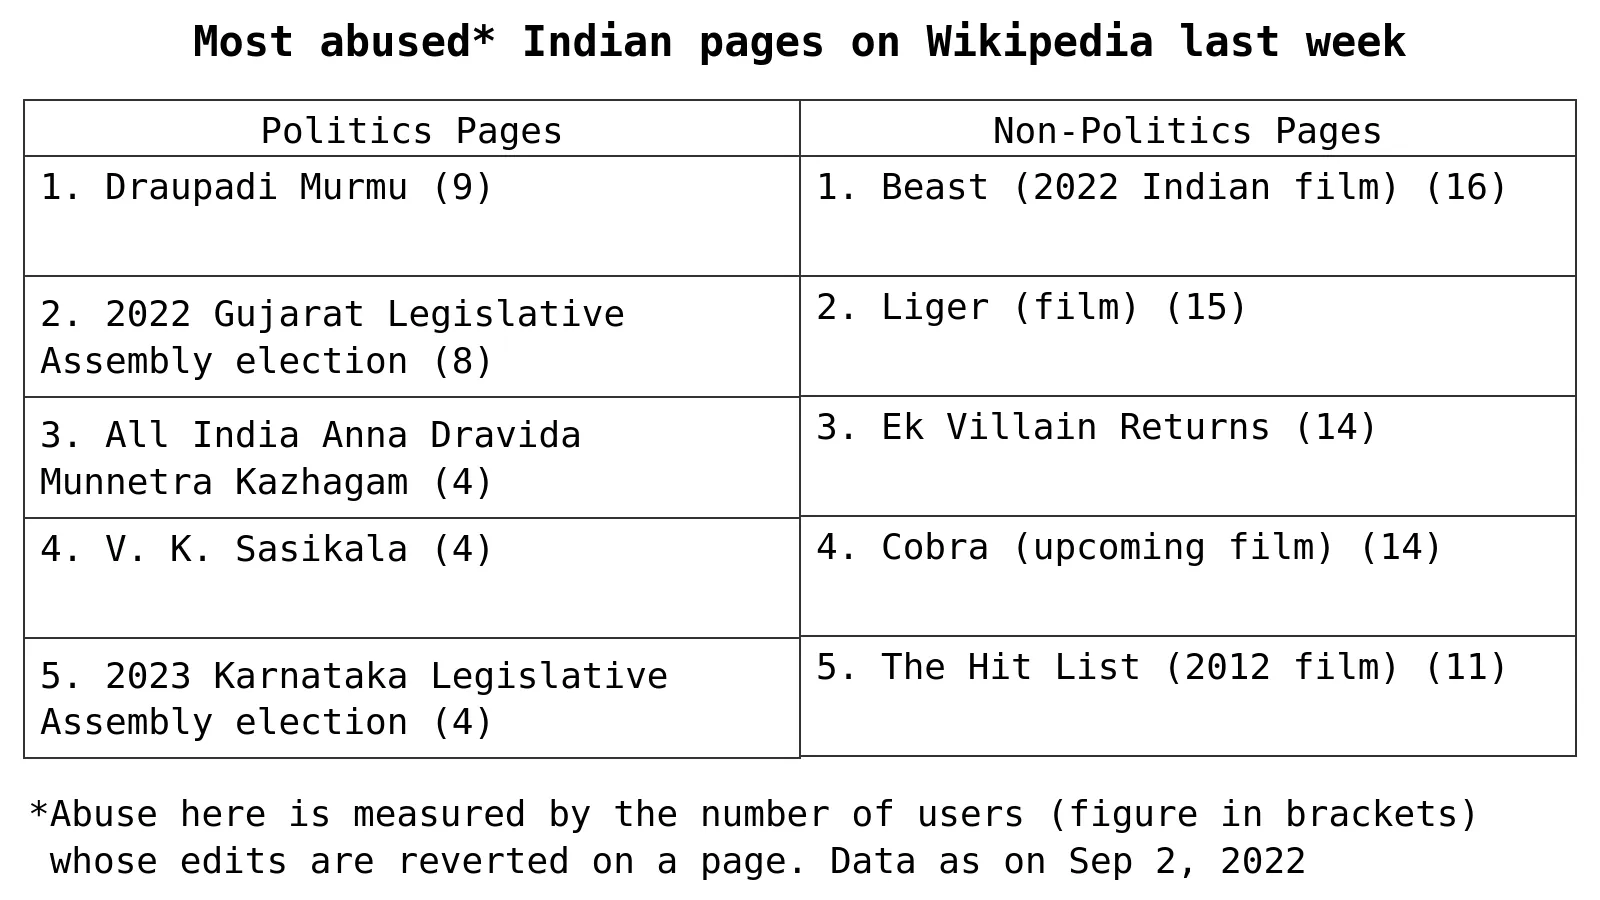 Most abused* Indian pages on Wikipedia last week
Politics Pages
1. Draupadi Murmu (9)
2. 2022 Gujarat Legislative
Assembly election (8)
3. All India Anna Dravida
Munnetra Kazhagam (4)
4. V. K. Sasikala (4)
5. 2023 Karnataka Legislative
Assembly election (4)
Non-Politics Pages
1. Beast (2022 Indian film) (16)
2. Liger (film) (15)
3. Ek Villain Returns (14)
4. Cobra (upcoming film) (14)
5. The Hit List (2012 film) (11)
*Abuse here is measured by the number of users (figure in brackets)
whose edits are reverted on a page. Data as on Sep 2, 2022